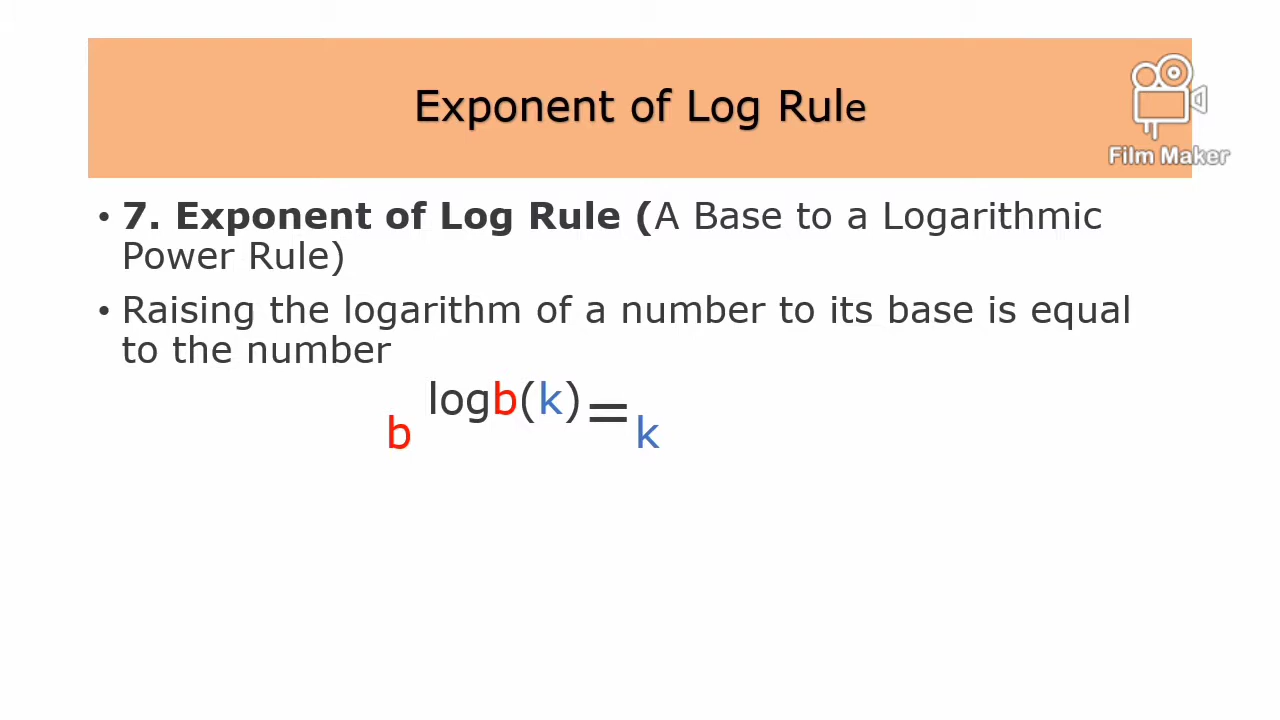 Exponent of Log Rule
Film Maker
• 7. Exponent of Log Rule (A Base to a Logarithmic
Power Rule)
• Raising the logarithm of a number to its base is equal
to the number
b logb(k)=k